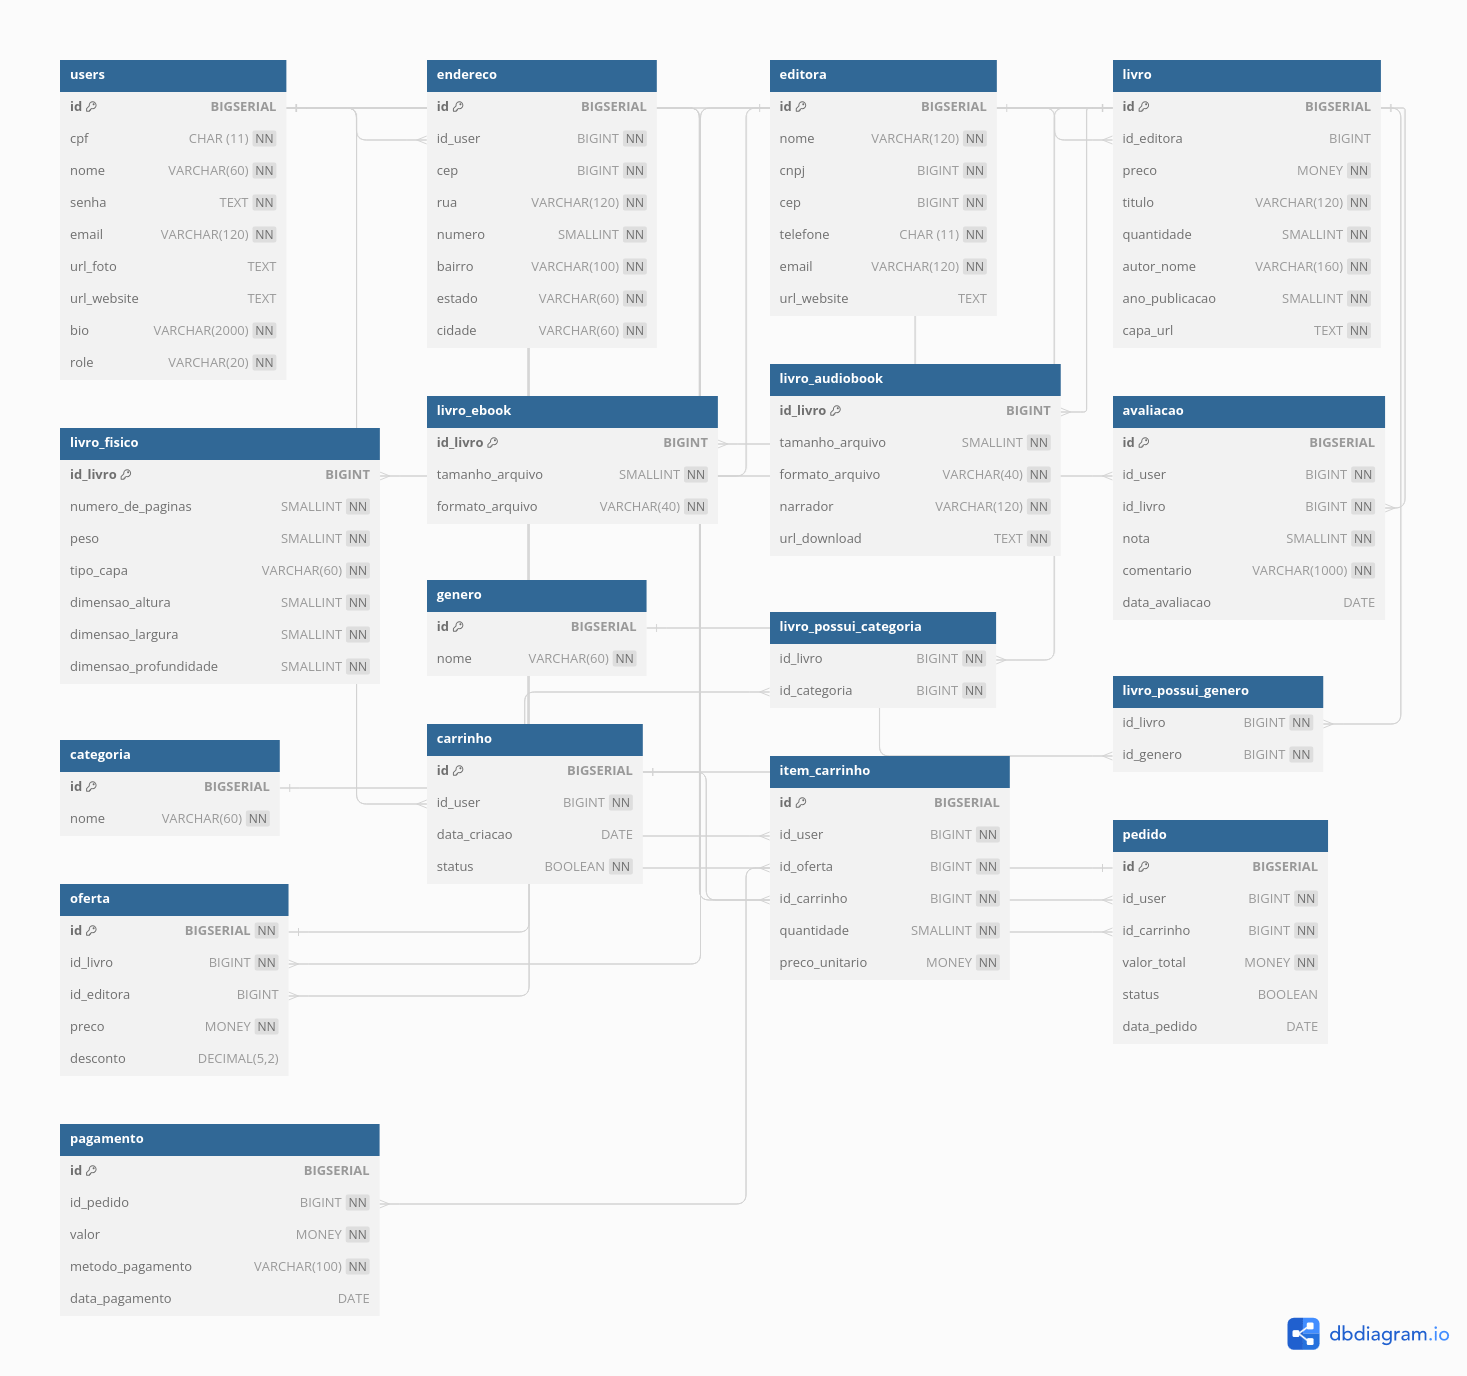 users
id BIGSERIAL
cpf CHAR (11) NN
nome VARCHAR(60) NN
senha TEXT NN
email VARCHAR(120) NN
url_foto TEXT
url_website TEXT
bio VARCHAR(2000) NN
role VARCHAR(20) NN
endereco
id BIGSERIAL
id_user BIGINT NN
cep BIGINT NN
rua VARCHAR(120) NN
numero SMALLINT NN
bairro VARCHAR(100) NN
estado VARCHAR(60) NN
cidade VARCHAR(60) NN
editora
id BIGSERIAL
nome VARCHAR(120) NN
cnpj BIGINT NN
cep BIGINT NN
telefone CHAR (11) NN
email VARCHAR(120) NN
url_website TEXT
livro
id BIGSERIAL
id_editora BIGINT
preco MONEY NN
titulo VARCHAR(120) NN
quantidade SMALLINT NN
autor_nome VARCHAR(160) NN
ano_publicacao SMALLINT NN
capa_url TEXT NN
livro_fisico
id_livro BIGINT
numero_de_paginas SMALLINT NN
peso SMALLINT NN
tipo_capa VARCHAR(60) NN
dimensao_altura SMALLINT NN
dimensao_largura SMALLINT NN
dimensao_profundidade SMALLINT NN
livro_ebook
id_livro BIGINT
tamanho_arquivo SMALLINT NN
formato_arquivo VARCHAR(40) NN
livro_audiobook
id_livro BIGINT
tamanho_arquivo SMALLINT NN
formato_arquivo VARCHAR(40) NN
narrador VARCHAR(120) NN
url_download TEXT NN
avaliacao
id BIGSERIAL
id_user BIGINT NN
id_livro BIGINT NN
nota SMALLINT NN
comentario VARCHAR(1000) NN
data_avaliacao DATE
genero
id BIGSERIAL
nome VARCHAR(60) NN
livro_possui_categoria
id_livro BIGINT NN
id_categoria BIGINT NN
livro_possui_genero
id_livro BIGINT NN
id_genero BIGINT NN
categoria
id BIGSERIAL
nome VARCHAR(60) NN
carrinho
id BIGSERIAL
id_user BIGINT NN
data_criacao DATE
status BOOLEAN NN
item_carrinho
id BIGSERIAL
id_user BIGINT NN
id_oferta BIGINT NN
id_carrinho BIGINT NN
quantidade SMALLINT NN
preco_unitario MONEY NN
pedido
id BIGSERIAL
id_user BIGINT NN
id_carrinho BIGINT NN
valor_total MONEY NN
status BOOLEAN
data_pedido DATE
oferta
id BIGSERIAL NN
id_livro BIGINT NN
id_editora BIGINT
preco MONEY NN
desconto DECIMAL(5,2)
pagamento
id BIGSERIAL
id_pedido BIGINT NN
valor MONEY NN
metodo_pagamento VARCHAR(100) NN
data_pagamento DATE
dbdiagram.io